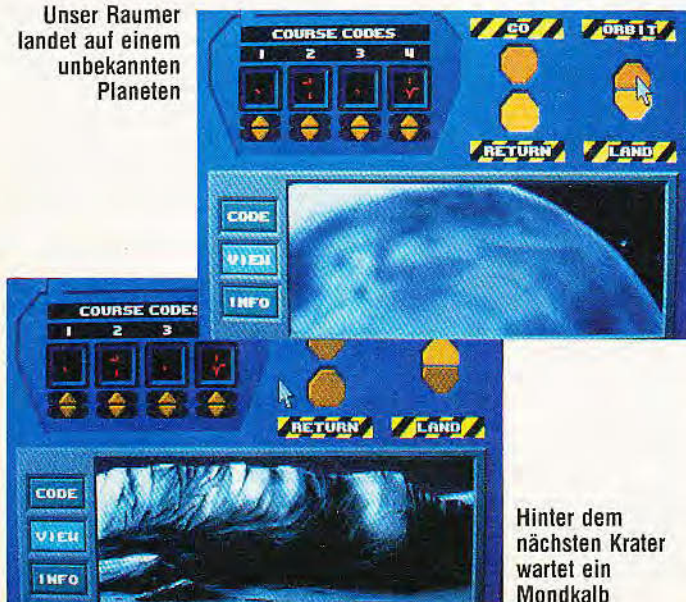 Unser Raumer
landet auf einem
unbekannten
Planeten
COURSE CODES
1 2 3 4
GO ORBIT
RETURN LAND
CODE
VIEW
INFO
COURSE CODES
1 2 3
RETURN LAND
CODE
VIEW
INFO
Hinter dem
nächsten Krater
wartet ein
Mondkalb